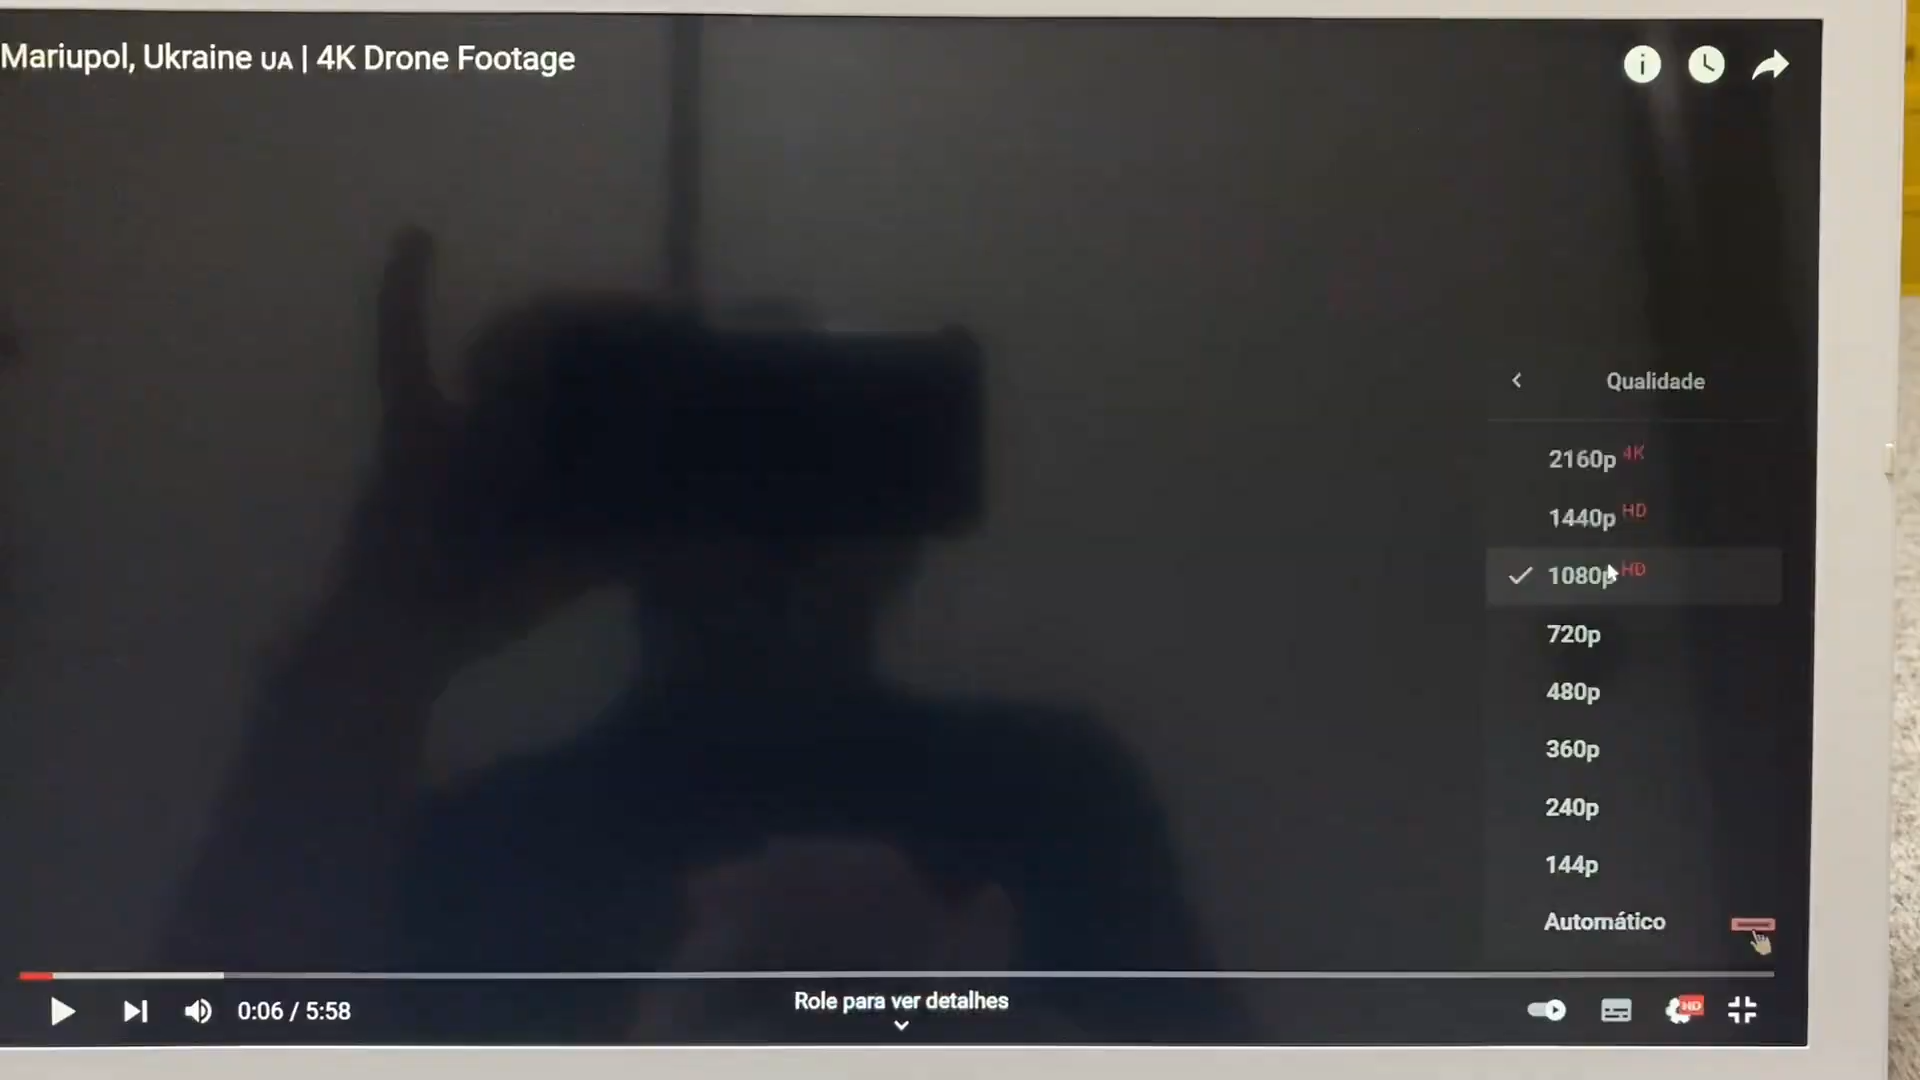 Mariupol, Ukraine UA | 4K Drone Footage
Qualidade
2160p 4K
1440p HD
1080p HD
720p
480p
360p
240p
144p
Automático
0:06 / 5:58
Role para ver detalhes
HD